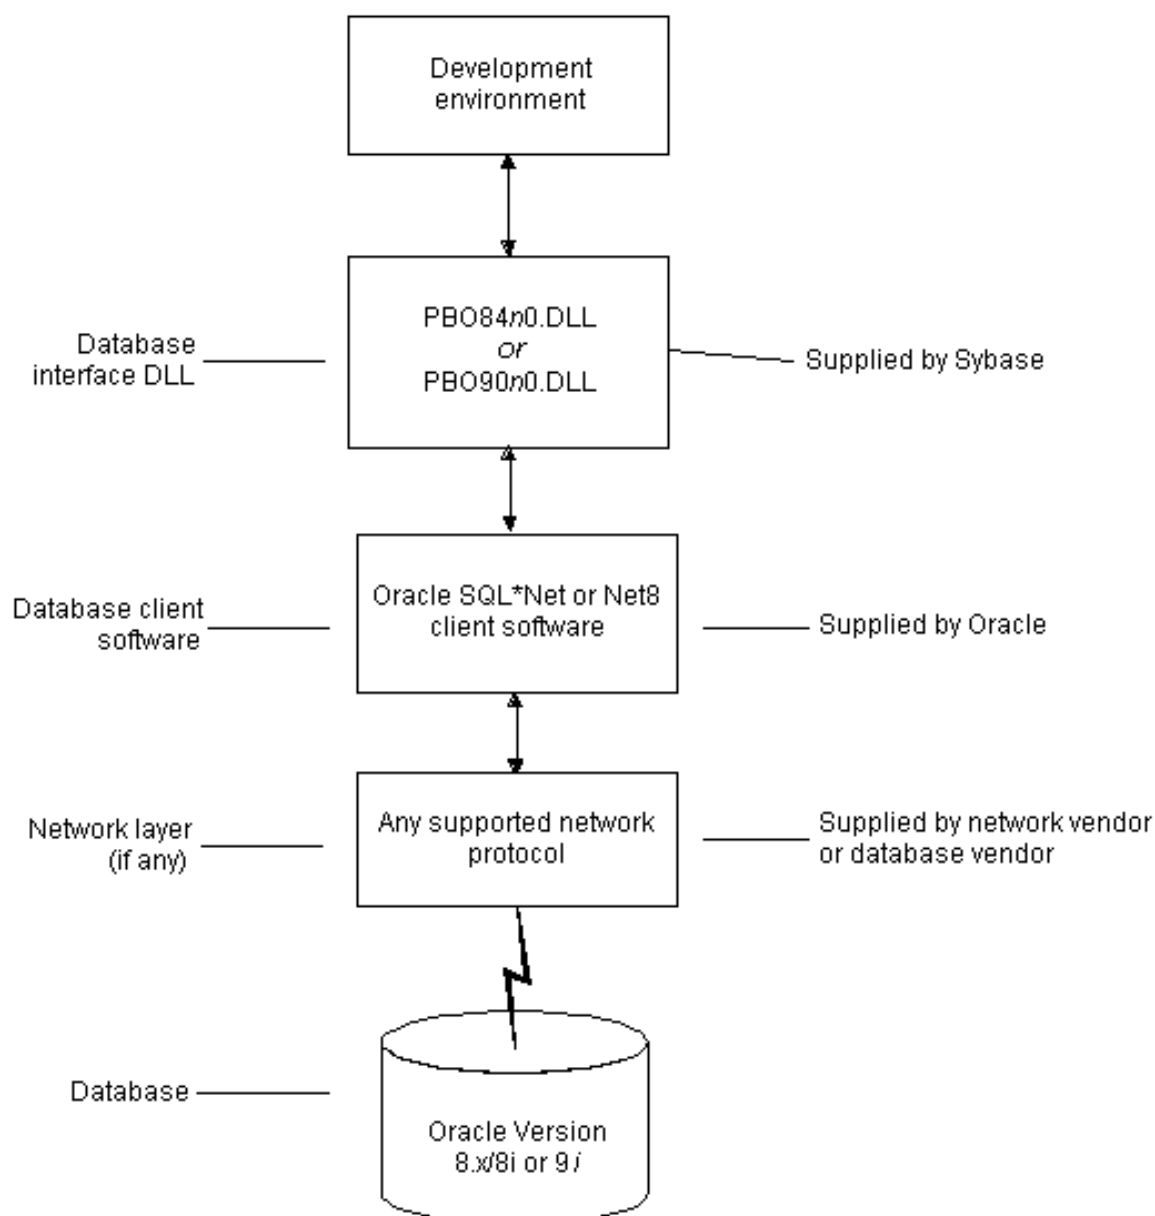 Development
environment
Database
interface DLL
PBO84n0.DLL
or
PBO90n0.DLL
Supplied by Sybase
Database client
software
Oracle SQL*Net or Net8
client software
Supplied by Oracle
Network layer
(if any)
Any supported network
protocol
Supplied by network vendor
or database vendor
Database
Oracle Version
8.x/8i or 9i